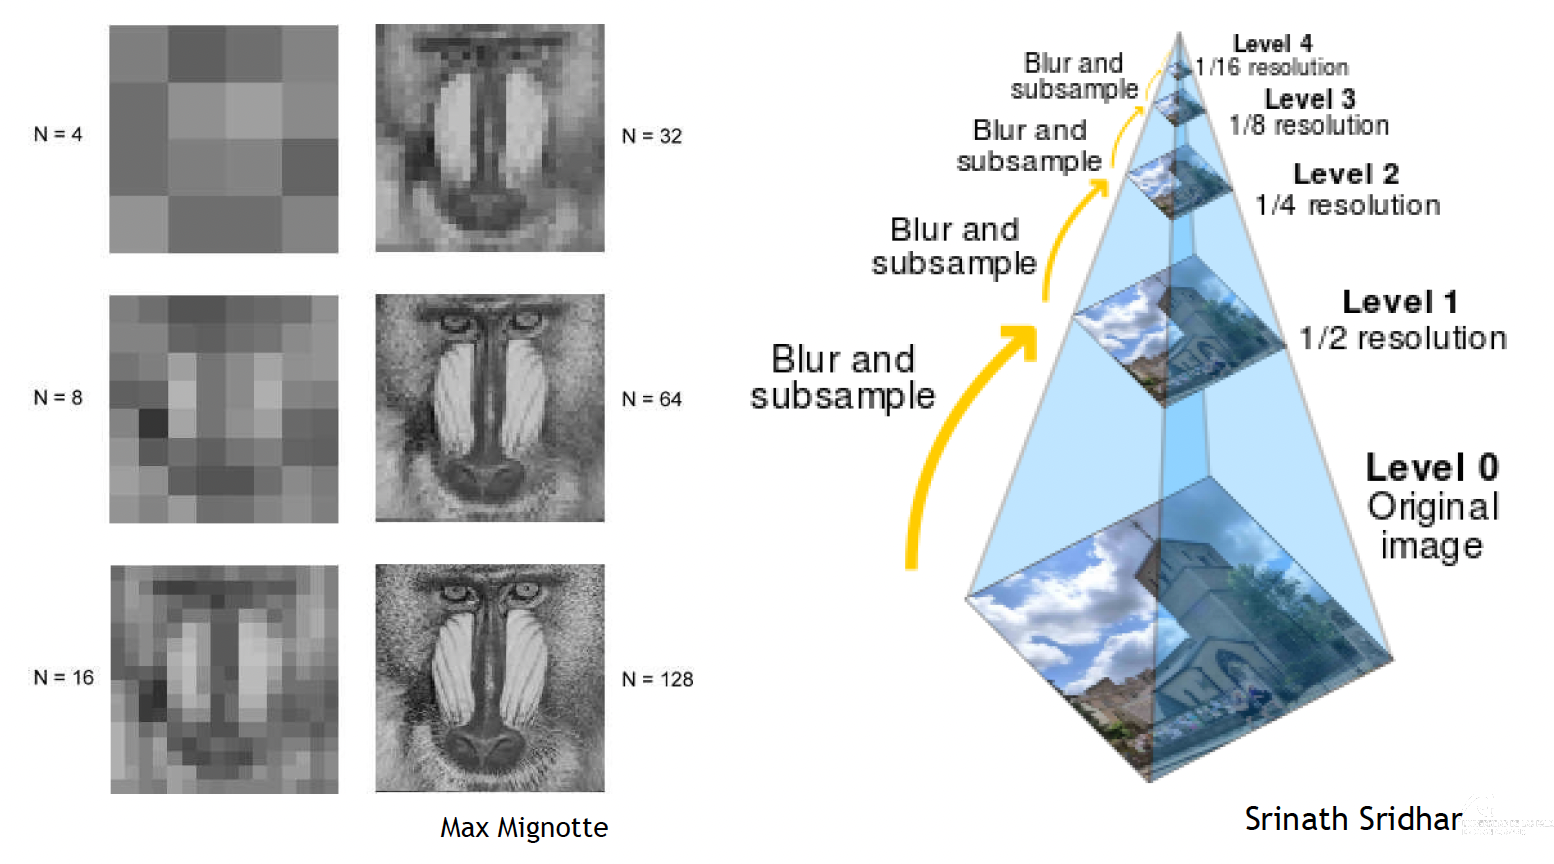 N = 4
N = 32
N = 8
N = 64
N = 16
N = 128
Max Mignotte
Level 4
1/16 resolution
Blur and
subsample
Level 3
1/8 resolution
Blur and
subsample
Level 2
1/4 resolution
Blur and
subsample
Level 1
1/2 resolution
Blur and
subsample
Level 0
Original
image
Srinath Sridhar